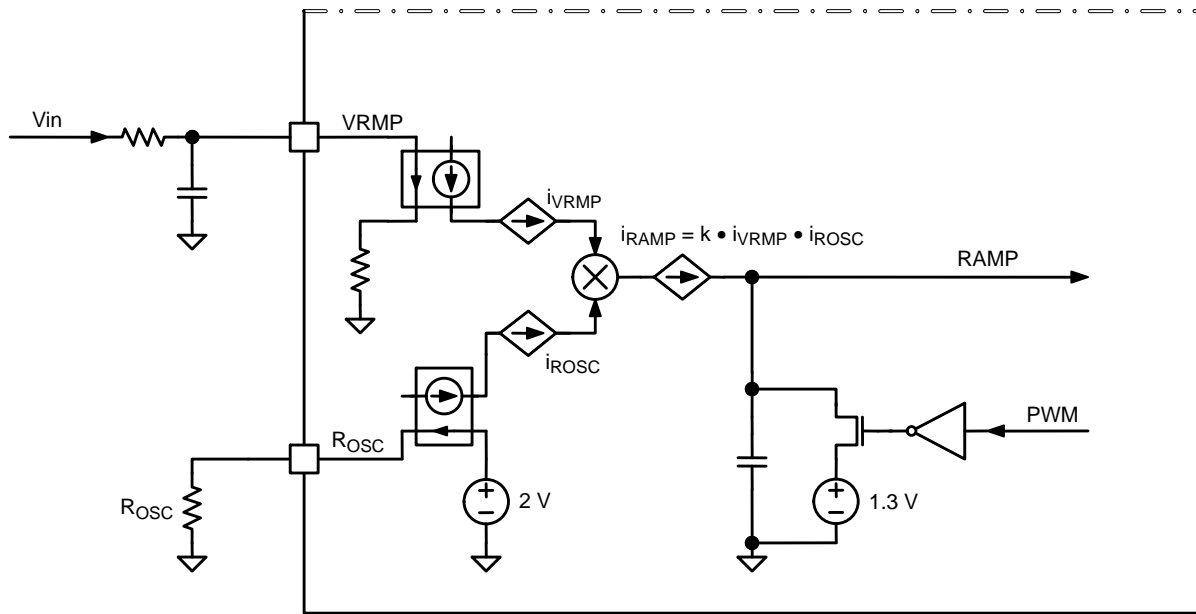 Vin
VRMP
iVRMP
iRAMP = k • iVRMP • iROSC
RAMP
iROSC
PWM
ROSC
ROSC
2 V
1.3 V
+
−
+
−